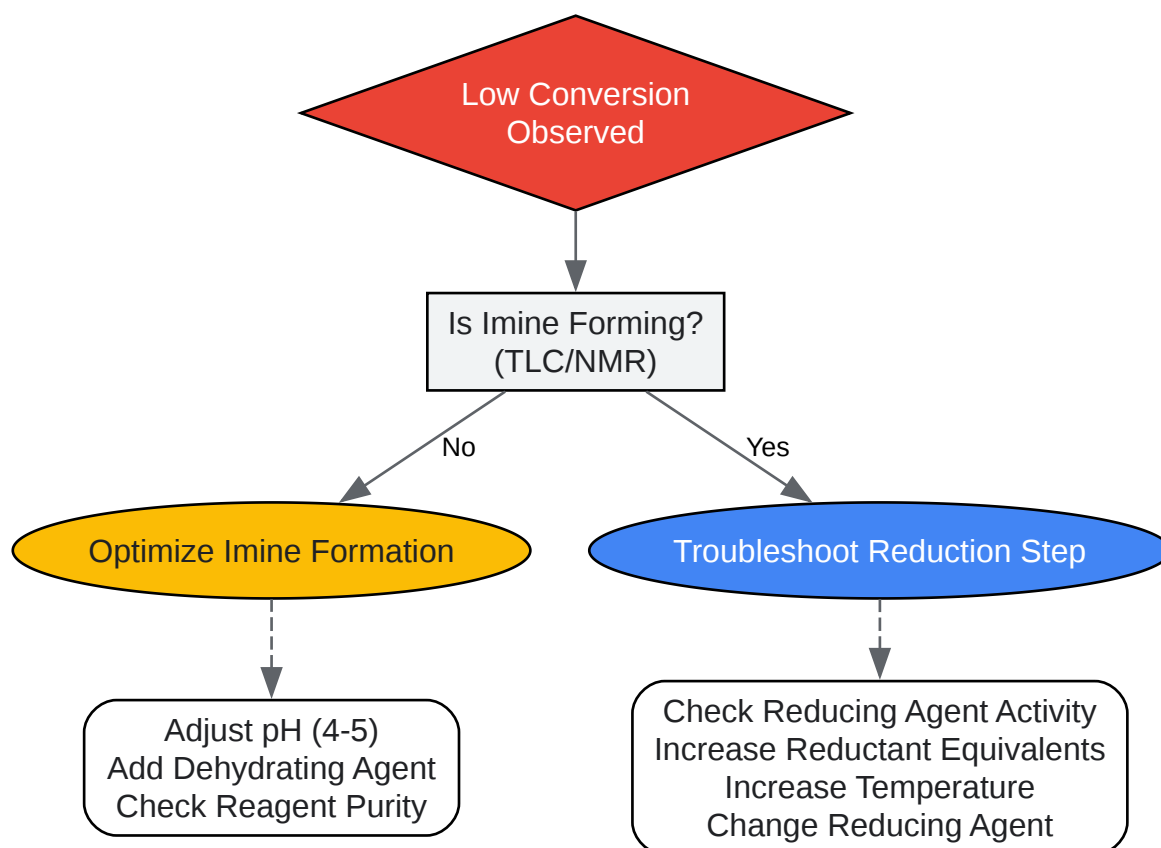 Low Conversion
Observed
Is Imine Forming?
(TLC/NMR)
No
Yes
Optimize Imine Formation
Troubleshoot Reduction Step
Adjust pH (4-5)
Add Dehydrating Agent
Check Reagent Purity
Check Reducing Agent Activity
Increase Reductant Equivalents
Increase Temperature
Change Reducing Agent